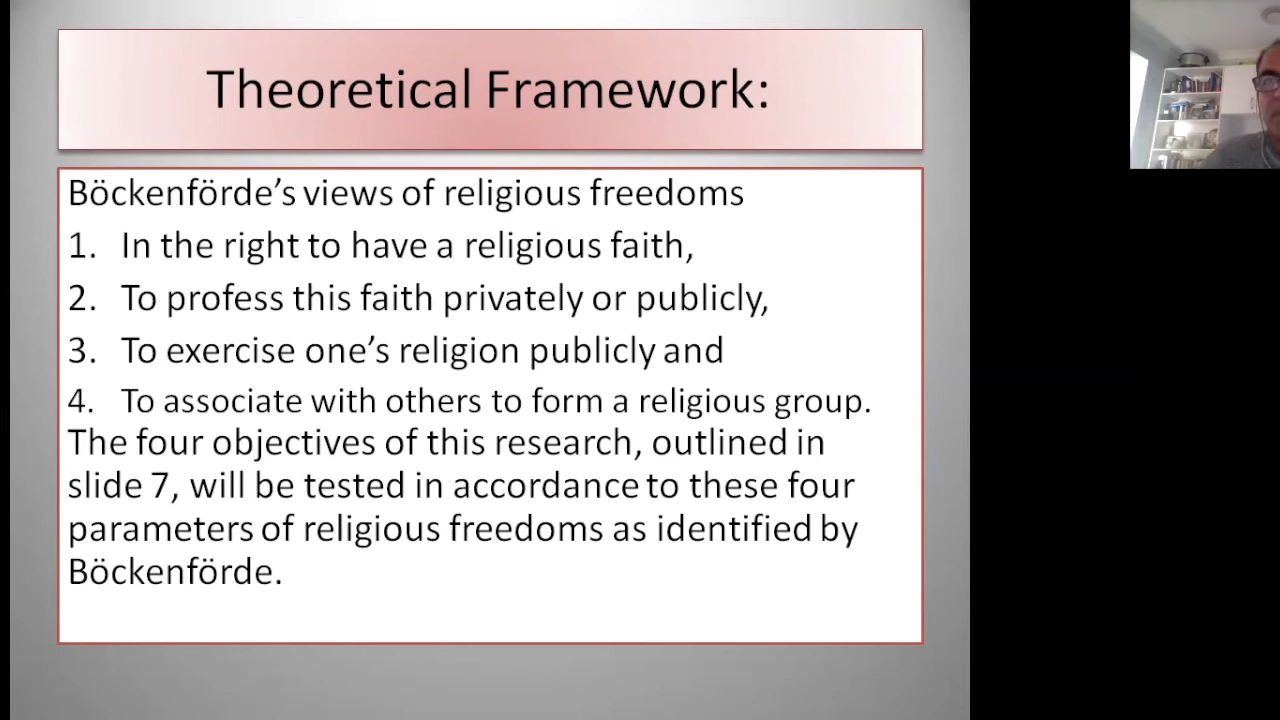 Theoretical Framework:
Böckenförde’s views of religious freedoms
1. In the right to have a religious faith,
2. To profess this faith privately or publicly,
3. To exercise one’s religion publicly and
4. To associate with others to form a religious group.
The four objectives of this research, outlined in
slide 7, will be tested in accordance to these four
parameters of religious freedoms as identified by
Böckenförde.